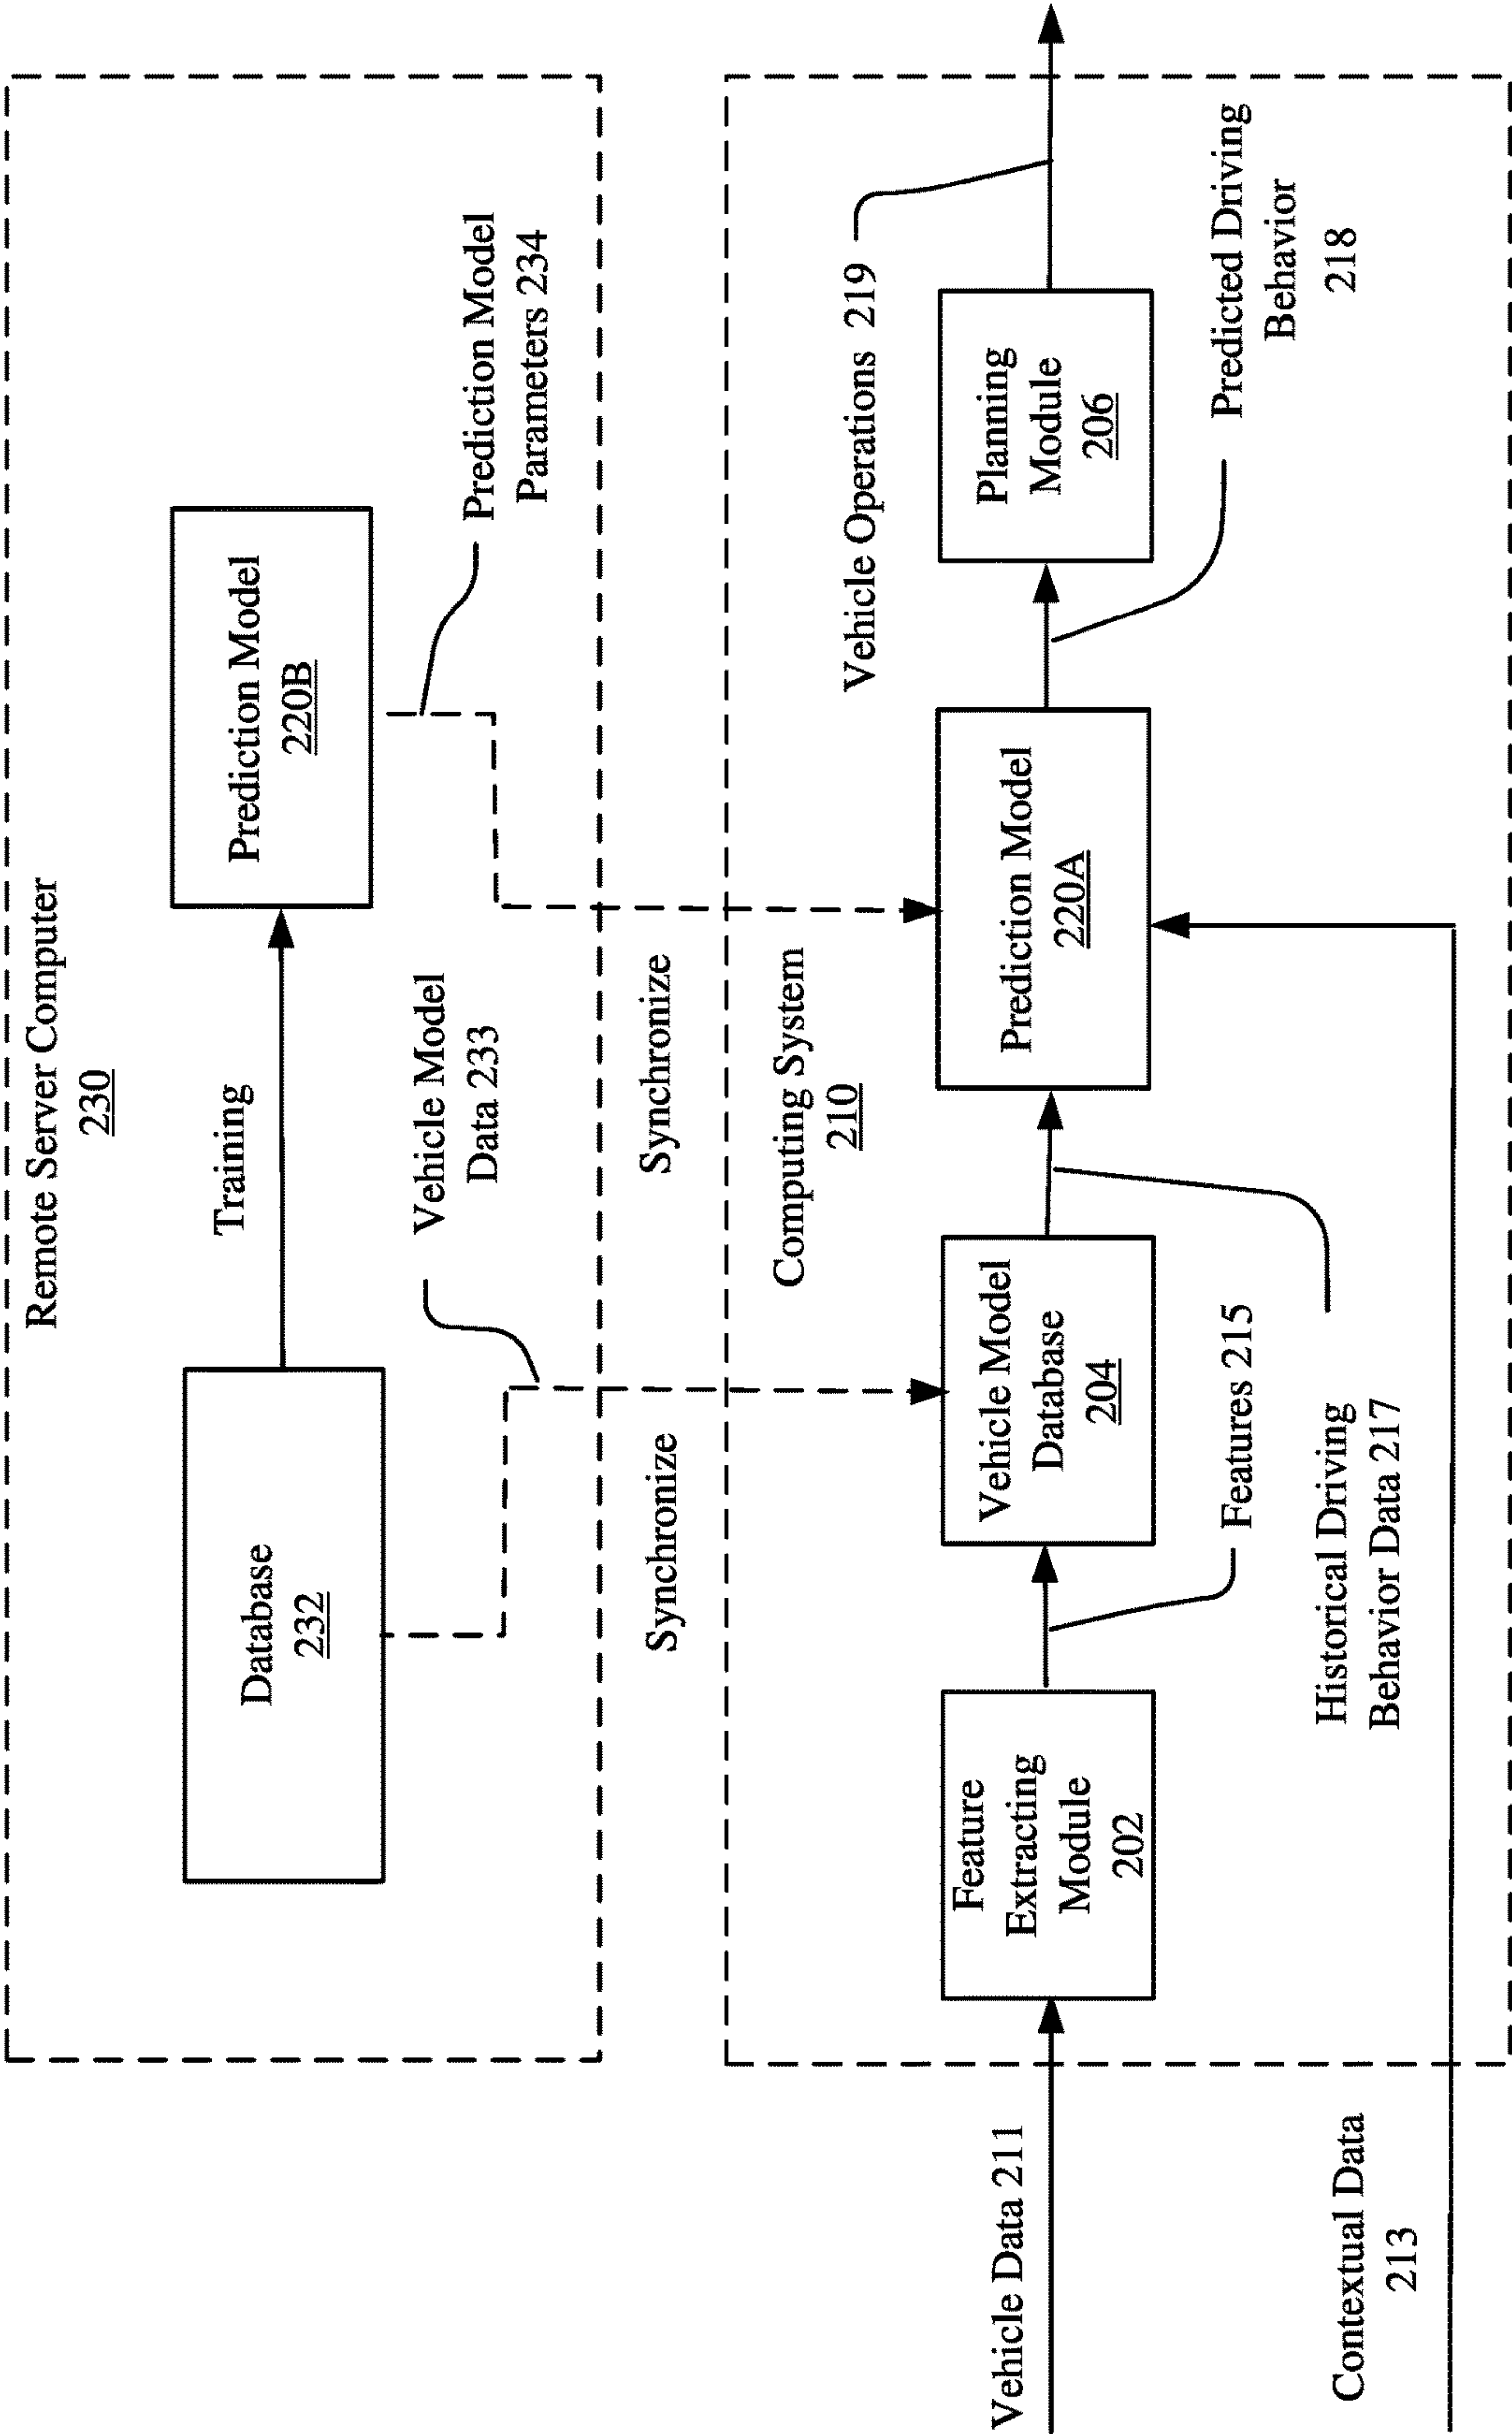 Remote Server Computer
230
Database
232
Training
Prediction Model
220B
Vehicle Model
Data 233
Prediction Model
Parameters 234
Synchronize
Synchronize
Computing System
210
Vehicle Operations 219
Vehicle Data 211
Feature
Extracting
Module
202
Vehicle Model
Database
204
Prediction Model
220A
Planning
Module
206
Features 215
Predicted Driving
Behavior
218
Historical Driving
Behavior Data 217
Contextual Data
213